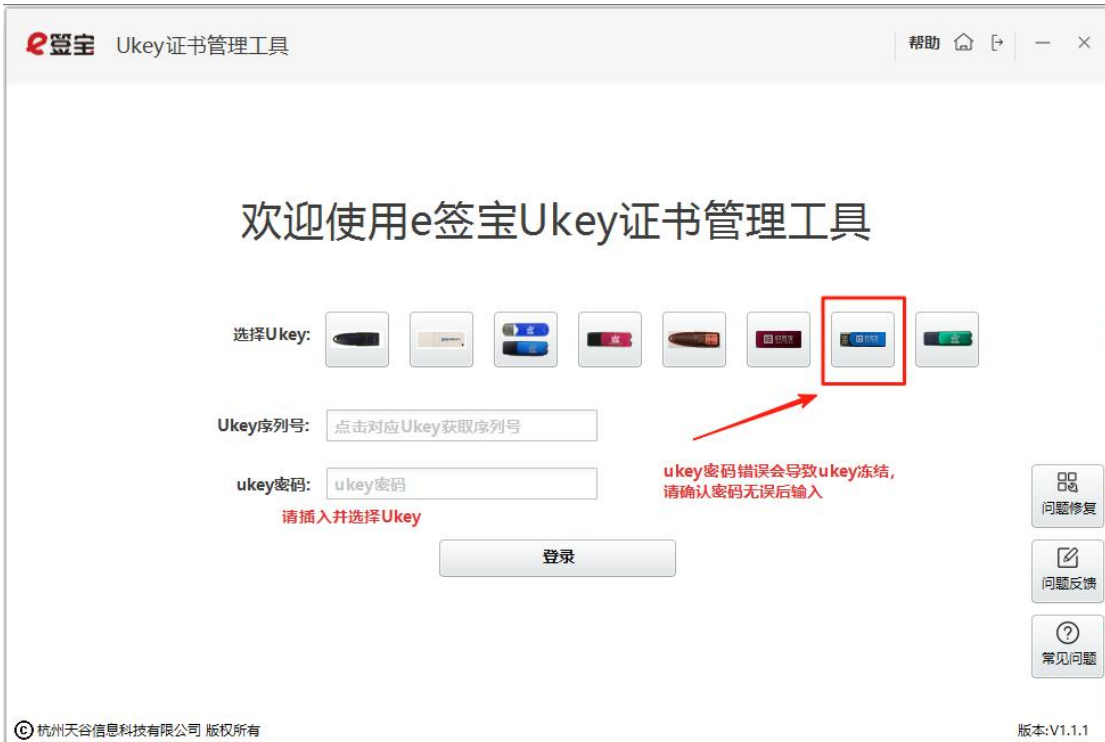 e签宝 Ukey证书管理工具 帮助
欢迎使用e签宝Ukey证书管理工具
选择Ukey:
Ukey序列号: 点击对应Ukey获取序列号
ukey密码: ukey密码
ukey密码错误会导致ukey冻结,
请确认密码无误后输入
请插入并选择Ukey
登录
问题修复
问题反馈
常见问题
©杭州天谷信息科技有限公司 版权所有
版本:V1.1.1